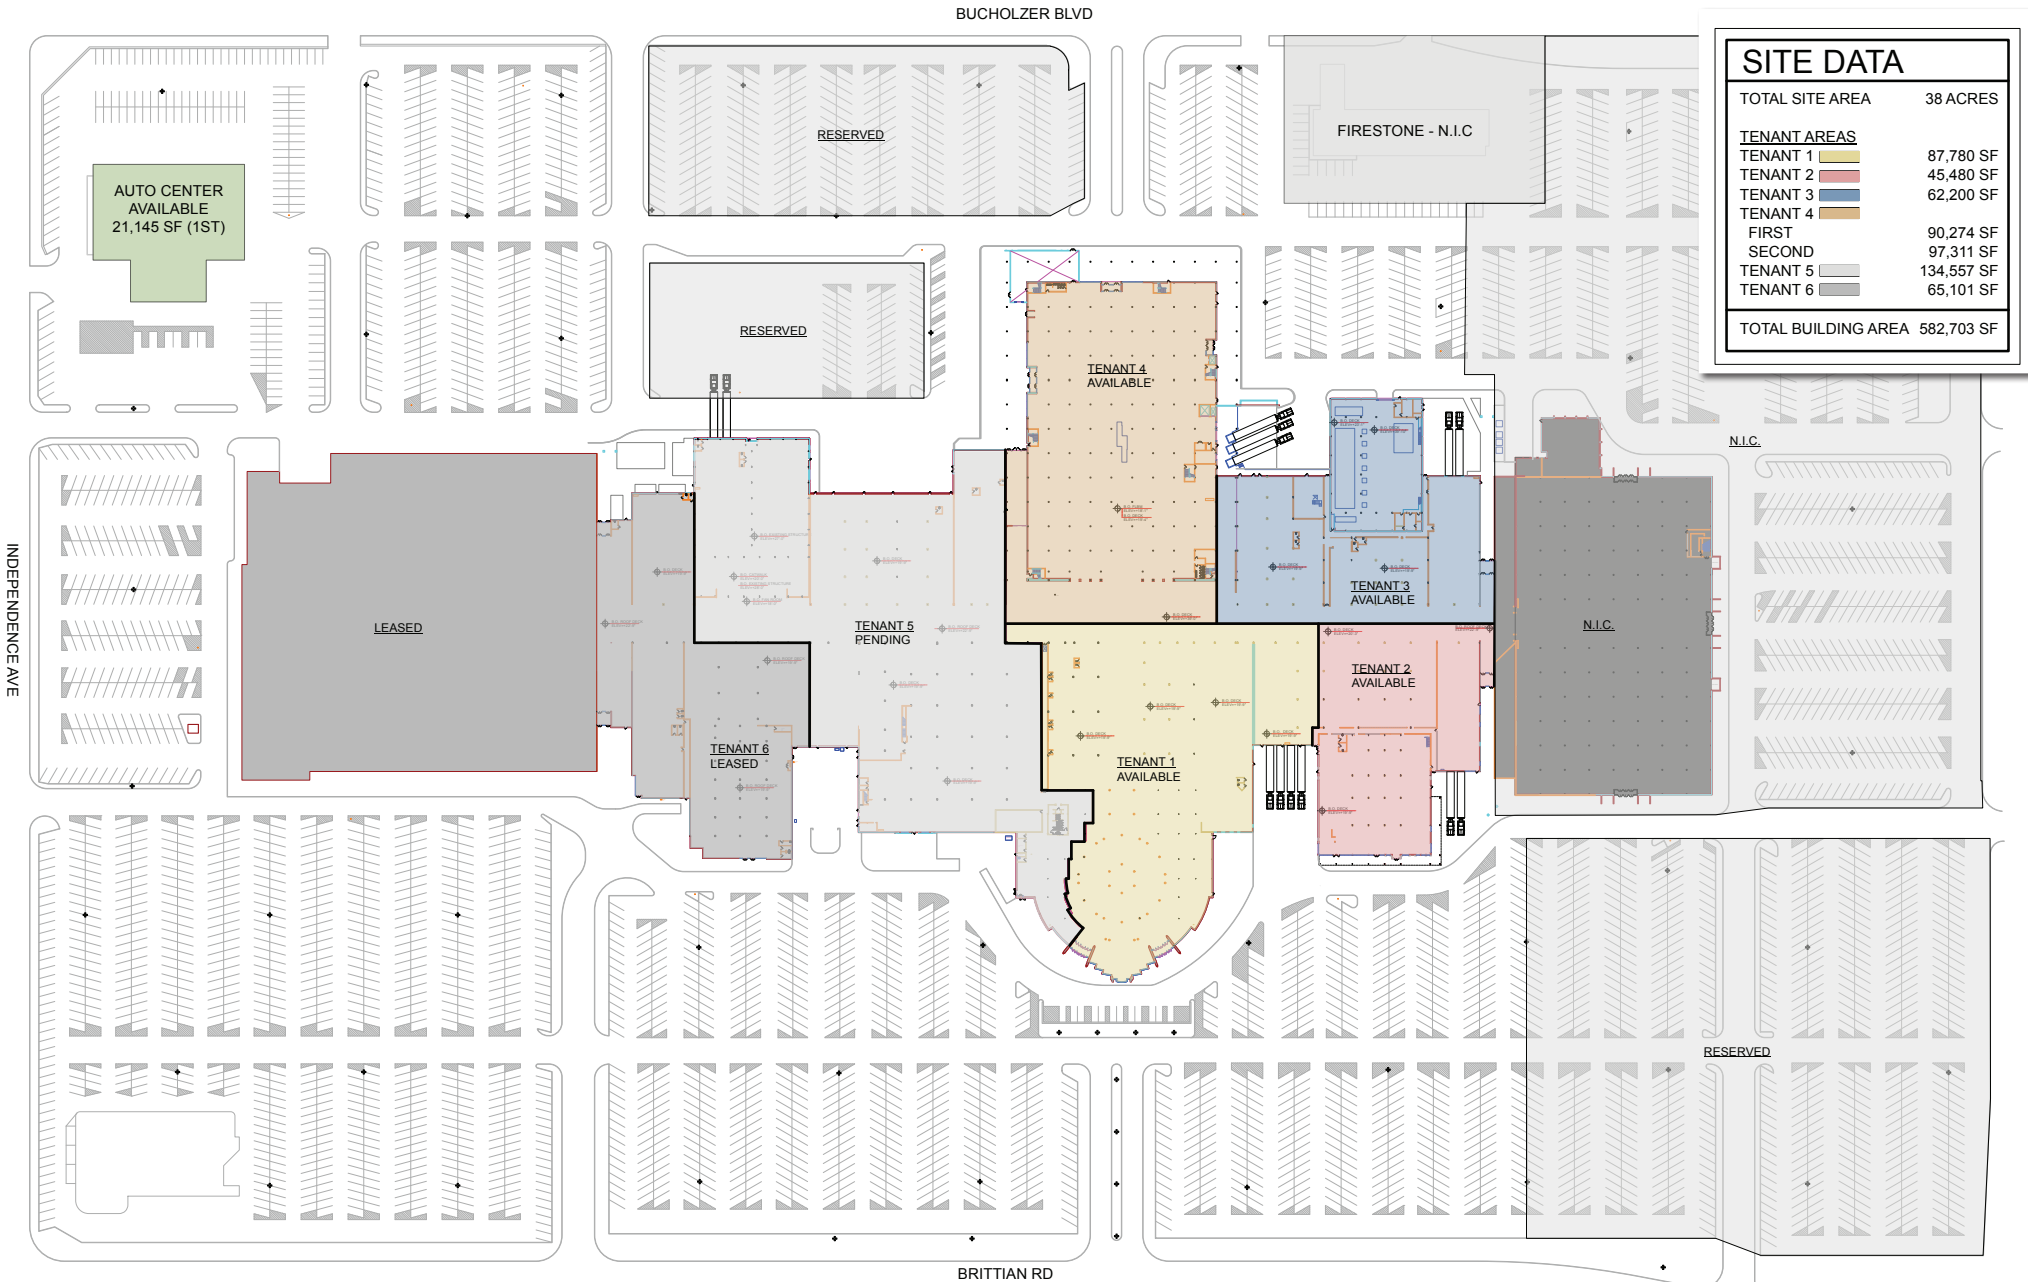 BUCHOLZER BLVD
SITE DATA
TOTAL SITE AREA 38 ACRES
TENANT AREAS
TENANT 1 87,780 SF
TENANT 2 45,480 SF
TENANT 3 62,200 SF
TENANT 4
FIRST 90,274 SF
SECOND 97,311 SF
TENANT 5 134,557 SF
TENANT 6 65,101 SF
TOTAL BUILDING AREA 582,703 SF
RESERVED
FIRESTONE - N.I.C
AUTO CENTER
AVAILABLE
21,145 SF (1ST)
RESERVED
TENANT 4
AVAILABLE
N.I.C.
INDEPENDENCE AVE
LEASED
TENANT 5
PENDING
TENANT 3
AVAILABLE
N.I.C.
TENANT 2
AVAILABLE
TENANT 6
LEASED
TENANT 1
AVAILABLE
RESERVED
BRITTIAN RD